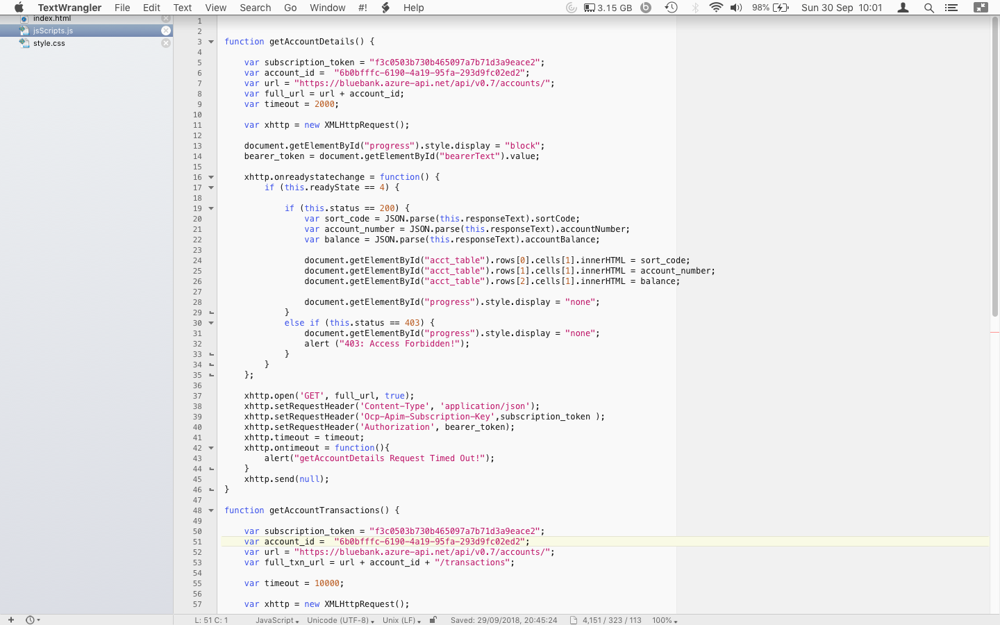 TextWrangler File Edit Text View Search Go Window #! Help 3.15 GB 98% Sun 30 Sep 10:01
index.html
jsScripts.js
style.css
1
2
3 function getAccountDetails() {
4
5 var subscription_token = "f3c0503b730b465097a7b71d3a9eace2";
6 var account_id =  "6b0bfffc-6190-4a19-95fa-293d9fc02ed2";
7 var url = "https://bluebank.azure-api.net/api/v0.7/accounts/";
8 var full_url = url + account_id;
9 var timeout = 2000;
10
11 var xhttp = new XMLHttpRequest();
12
13 document.getElementById("progress").style.display = "block";
14 bearer_token = document.getElementById("bearerText").value;
15
16 xhttp.onreadystatechange = function() {
17 if (this.readyState == 4) {
18
19 if (this.status == 200) {
20 var sort_code = JSON.parse(this.responseText).sortCode;
21 var account_number = JSON.parse(this.responseText).accountNumber;
22 var balance = JSON.parse(this.responseText).accountBalance;
23
24 document.getElementById("acct_table").rows[0].cells[1].innerHTML = sort_code;
25 document.getElementById("acct_table").rows[1].cells[1].innerHTML = account_number;
26 document.getElementById("acct_table").rows[2].cells[1].innerHTML = balance;
27
28 document.getElementById("progress").style.display = "none";
29 }
30 else if (this.status == 403) {
31 document.getElementById("progress").style.display = "none";
32 alert ("403: Access Forbidden!");
33 }
34 }
35 };
36
37 xhttp.open('GET', full_url, true);
38 xhttp.setRequestHeader('Content-Type', 'application/json');
39 xhttp.setRequestHeader('Ocp-Apim-Subscription-Key',subscription_token );
40 xhttp.setRequestHeader('Authorization', bearer_token);
41 xhttp.timeout = timeout;
42 xhttp.ontimeout = function(){
43 alert("getAccountDetails Request Timed Out!");
44 }
45 xhttp.send(null);
46 }
47
48 function getAccountTransactions() {
49
50 var subscription_token = "f3c0503b730b465097a7b71d3a9eace2";
51 var account_id =  "6b0bfffc-6190-4a19-95fa-293d9fc02ed2";
52 var url = "https://bluebank.azure-api.net/api/v0.7/accounts/";
53 var full_txn_url = url + account_id + "/transactions";
54
55 var timeout = 10000;
56
57 var xhttp = new XMLHttpRequest();
L: 51 C: 1 JavaScript Unicode (UTF-8) Unix (LF) Saved: 29/09/2018, 20:45:24 4,151 / 323 / 113 100%